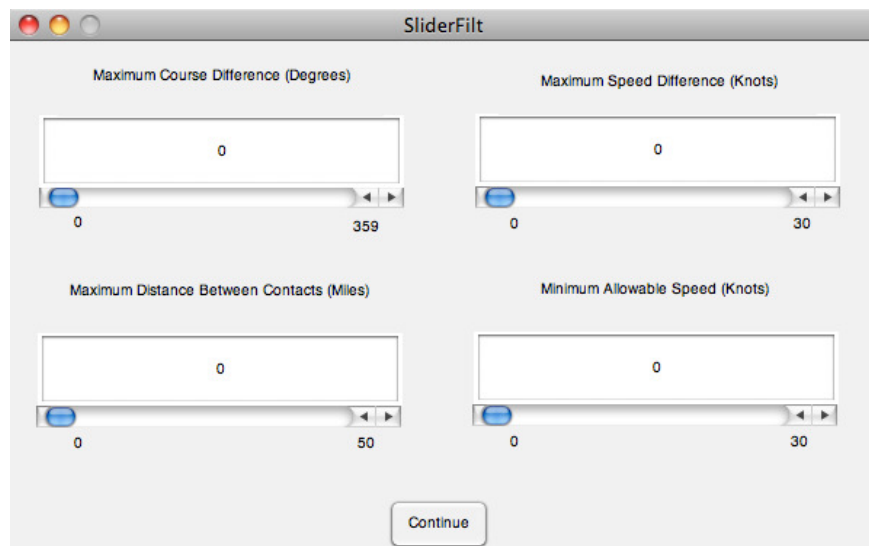 SliderFilt
Maximum Course Difference (Degrees)
Maximum Speed Difference (Knots)
0
0
0
359
0
30
Maximum Distance Between Contacts (Miles)
Minimum Allowable Speed (Knots)
0
0
0
50
0
30
Continue